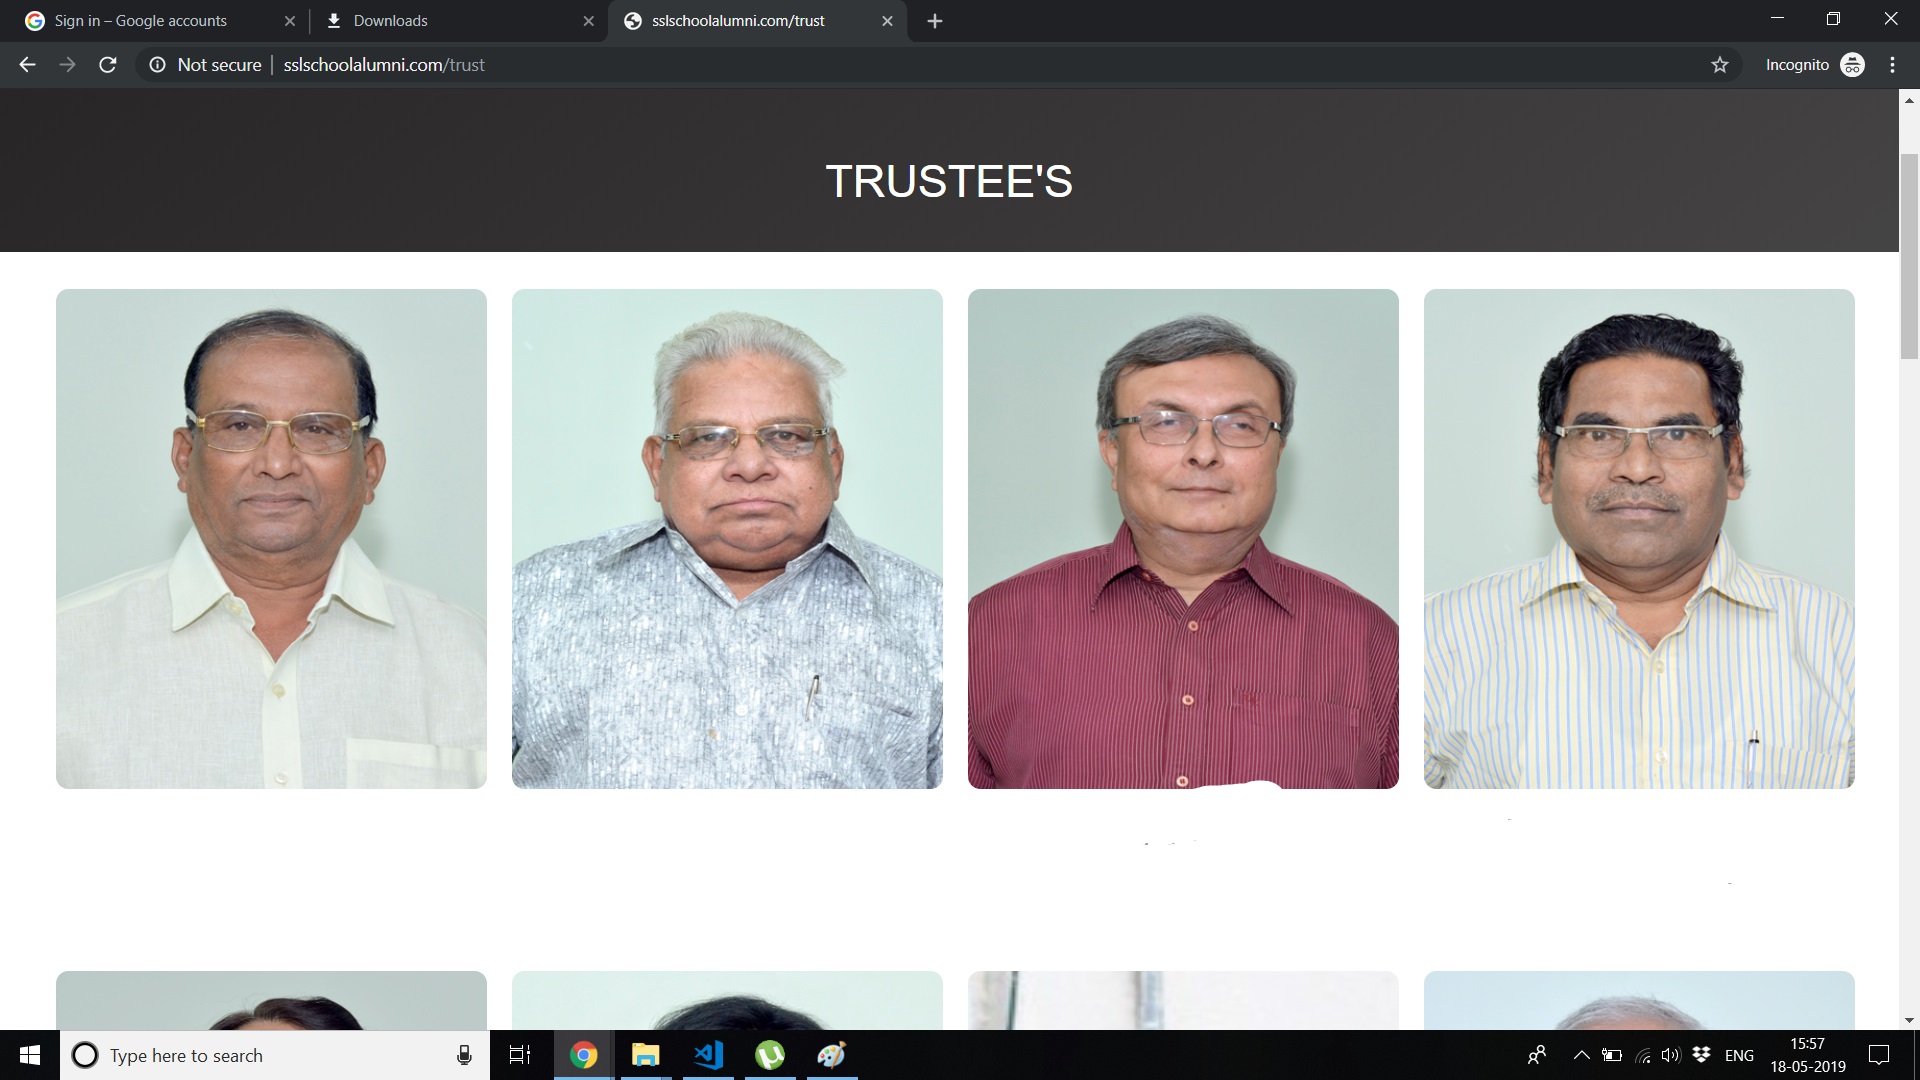 Sign in – Google accounts
Downloads
sslschoolalumni.com/trust
Not secure
sslschoolalumni.com/trust
Incognito
TRUSTEE'S
Type here to search
ENG
15:57
18-05-2019